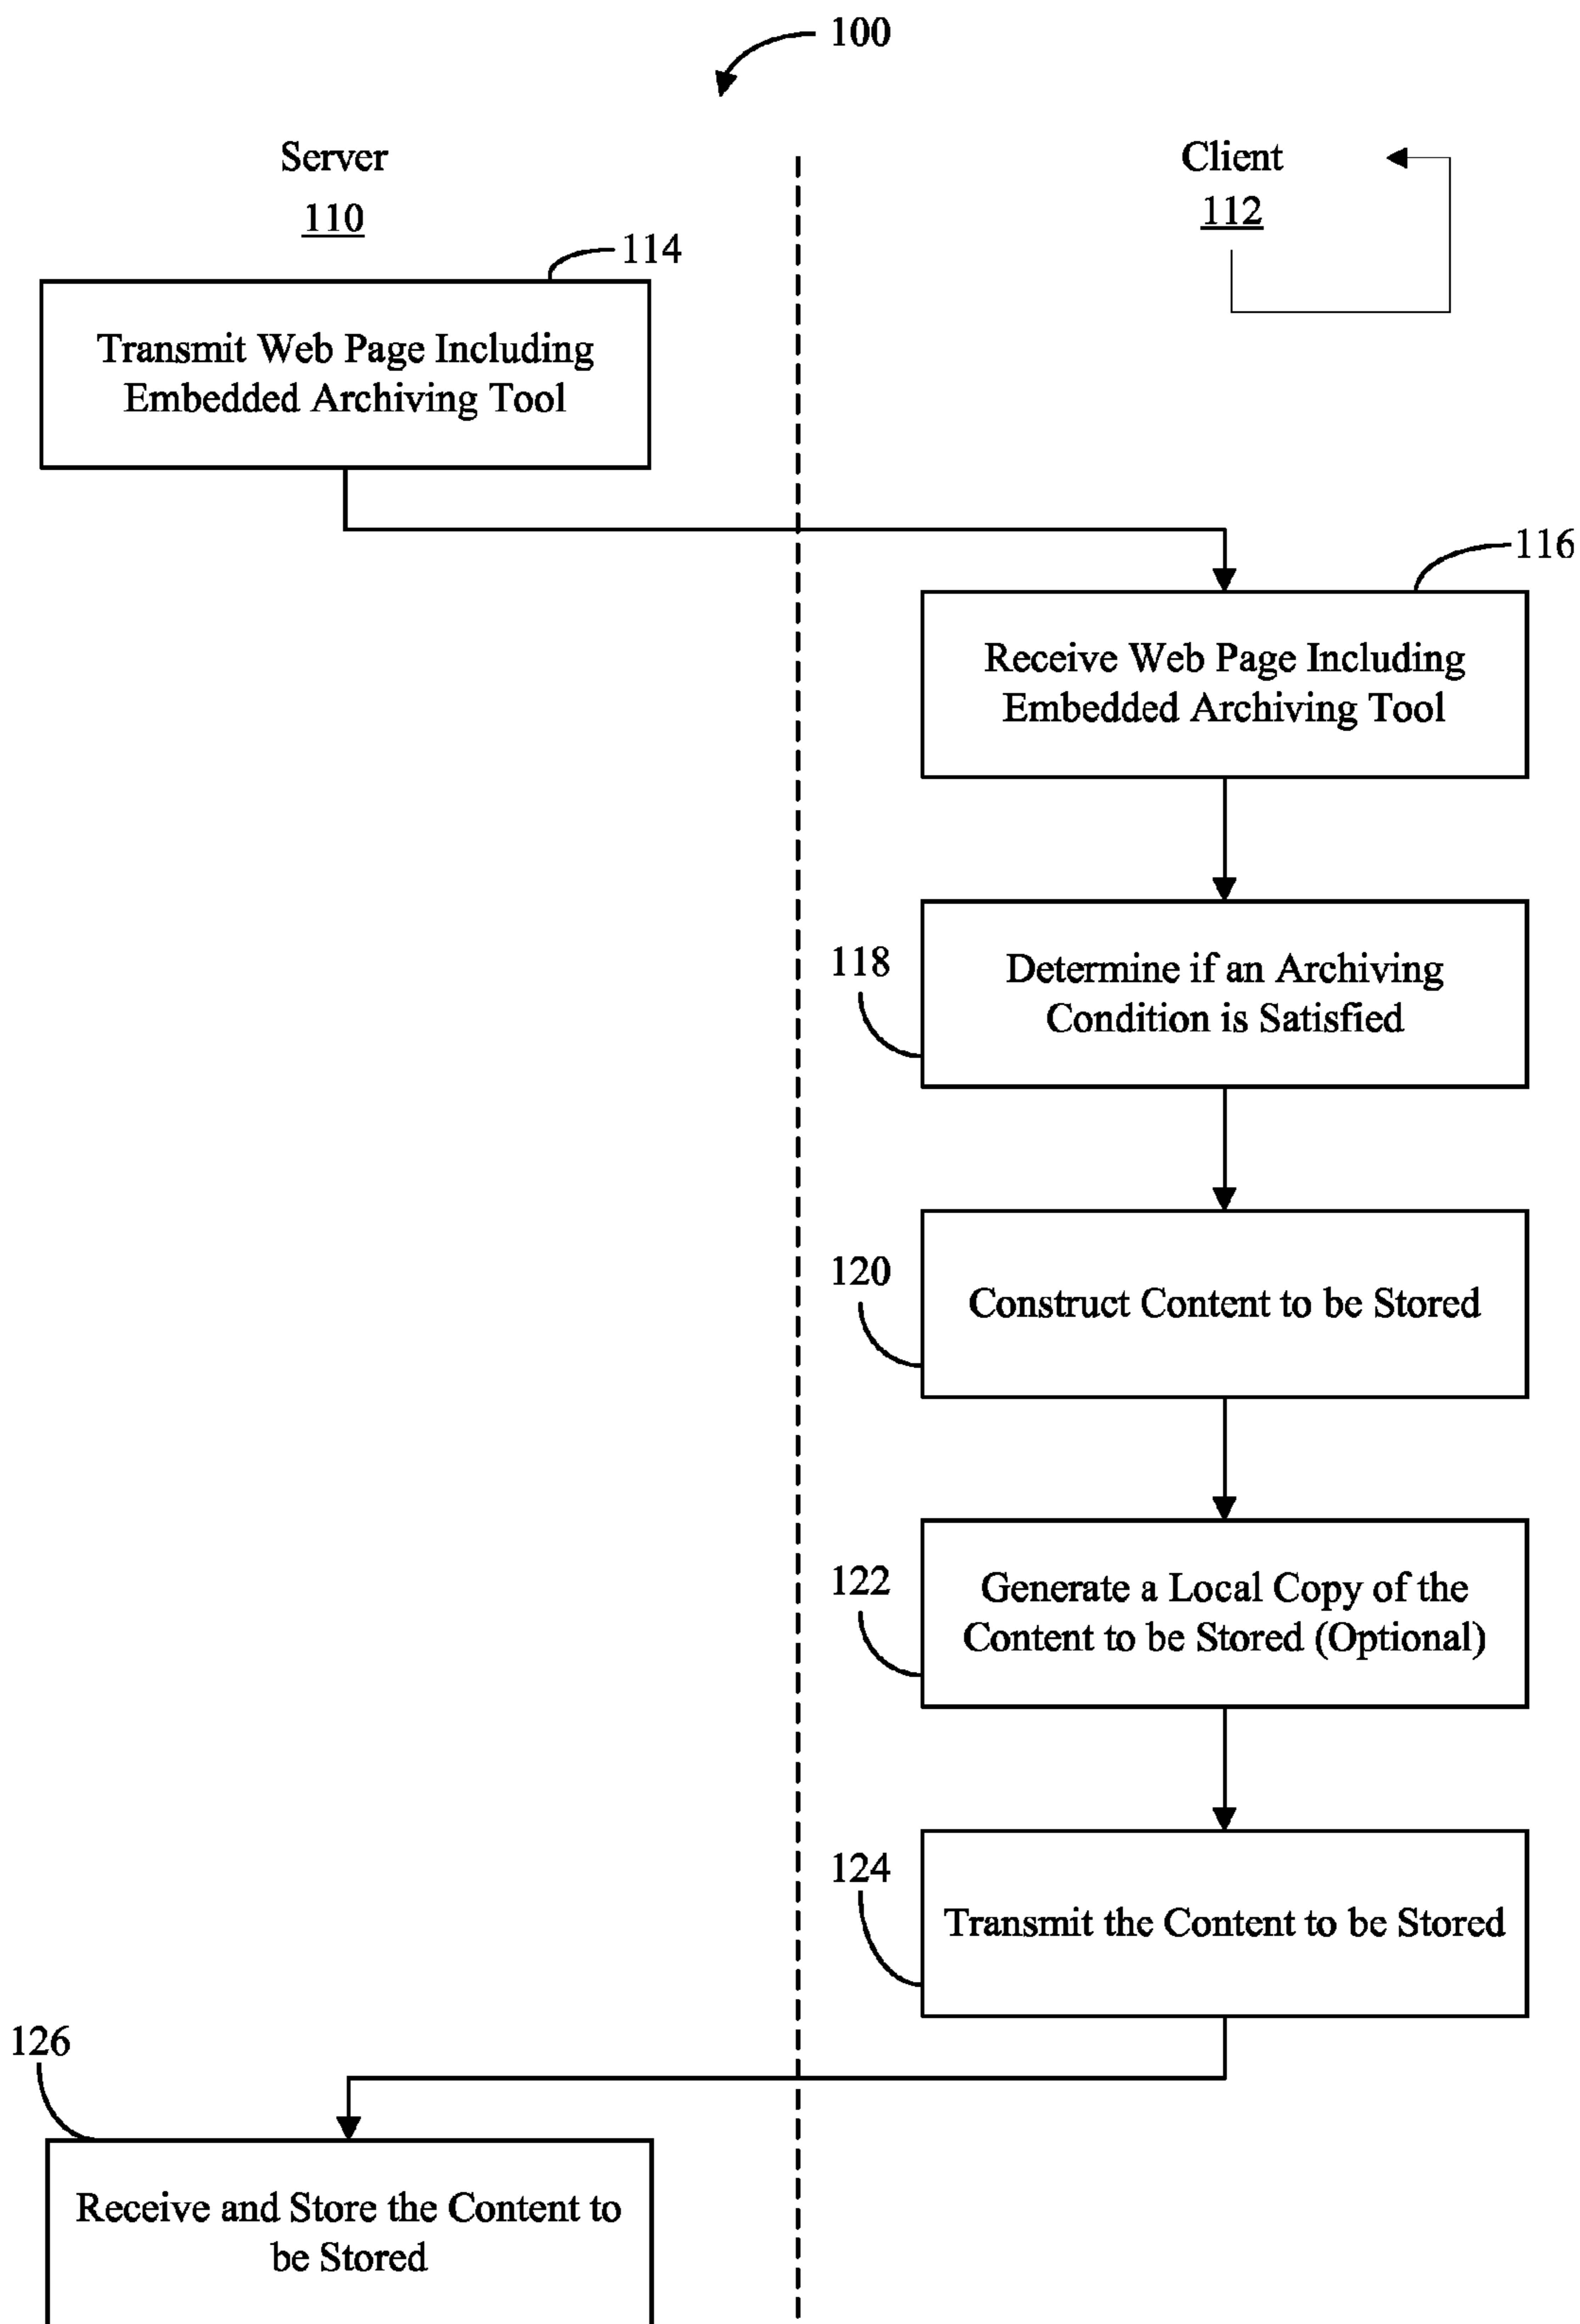 100
Server
110
Client
112
114
Transmit Web Page Including
Embedded Archiving Tool
116
Receive Web Page Including
Embedded Archiving Tool
118
Determine if an Archiving
Condition is Satisfied
120
Construct Content to be Stored
122
Generate a Local Copy of the
Content to be Stored (Optional)
124
Transmit the Content to be Stored
126
Receive and Store the Content to
be Stored